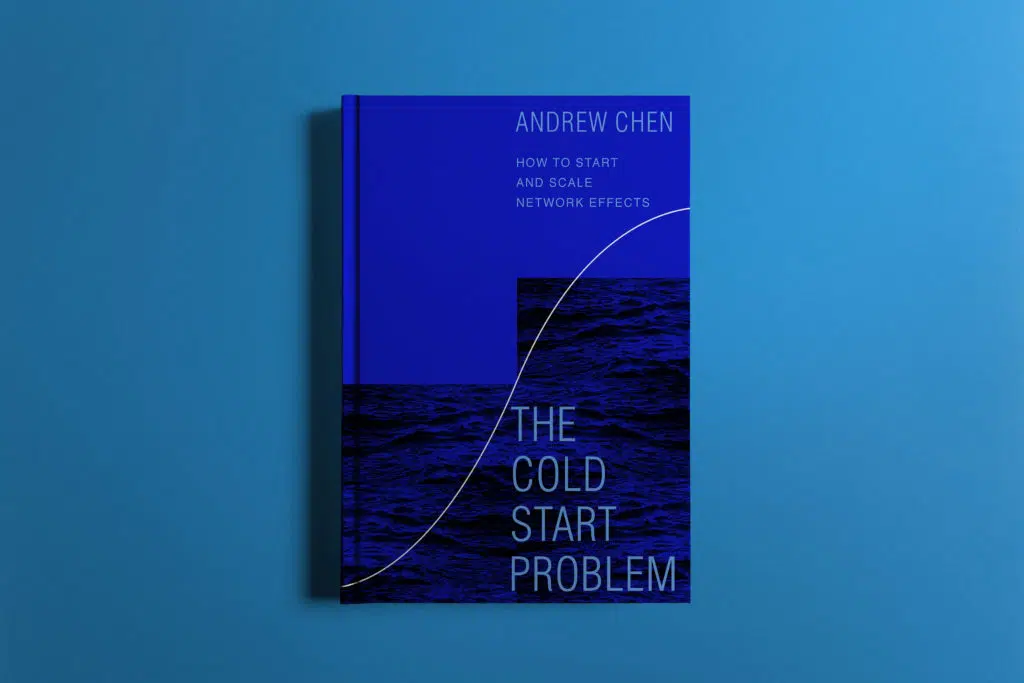 ANDREW CHEN
HOW TO START
AND SCALE
NETWORK EFFECTS
THE
COLD
START
PROBLEM